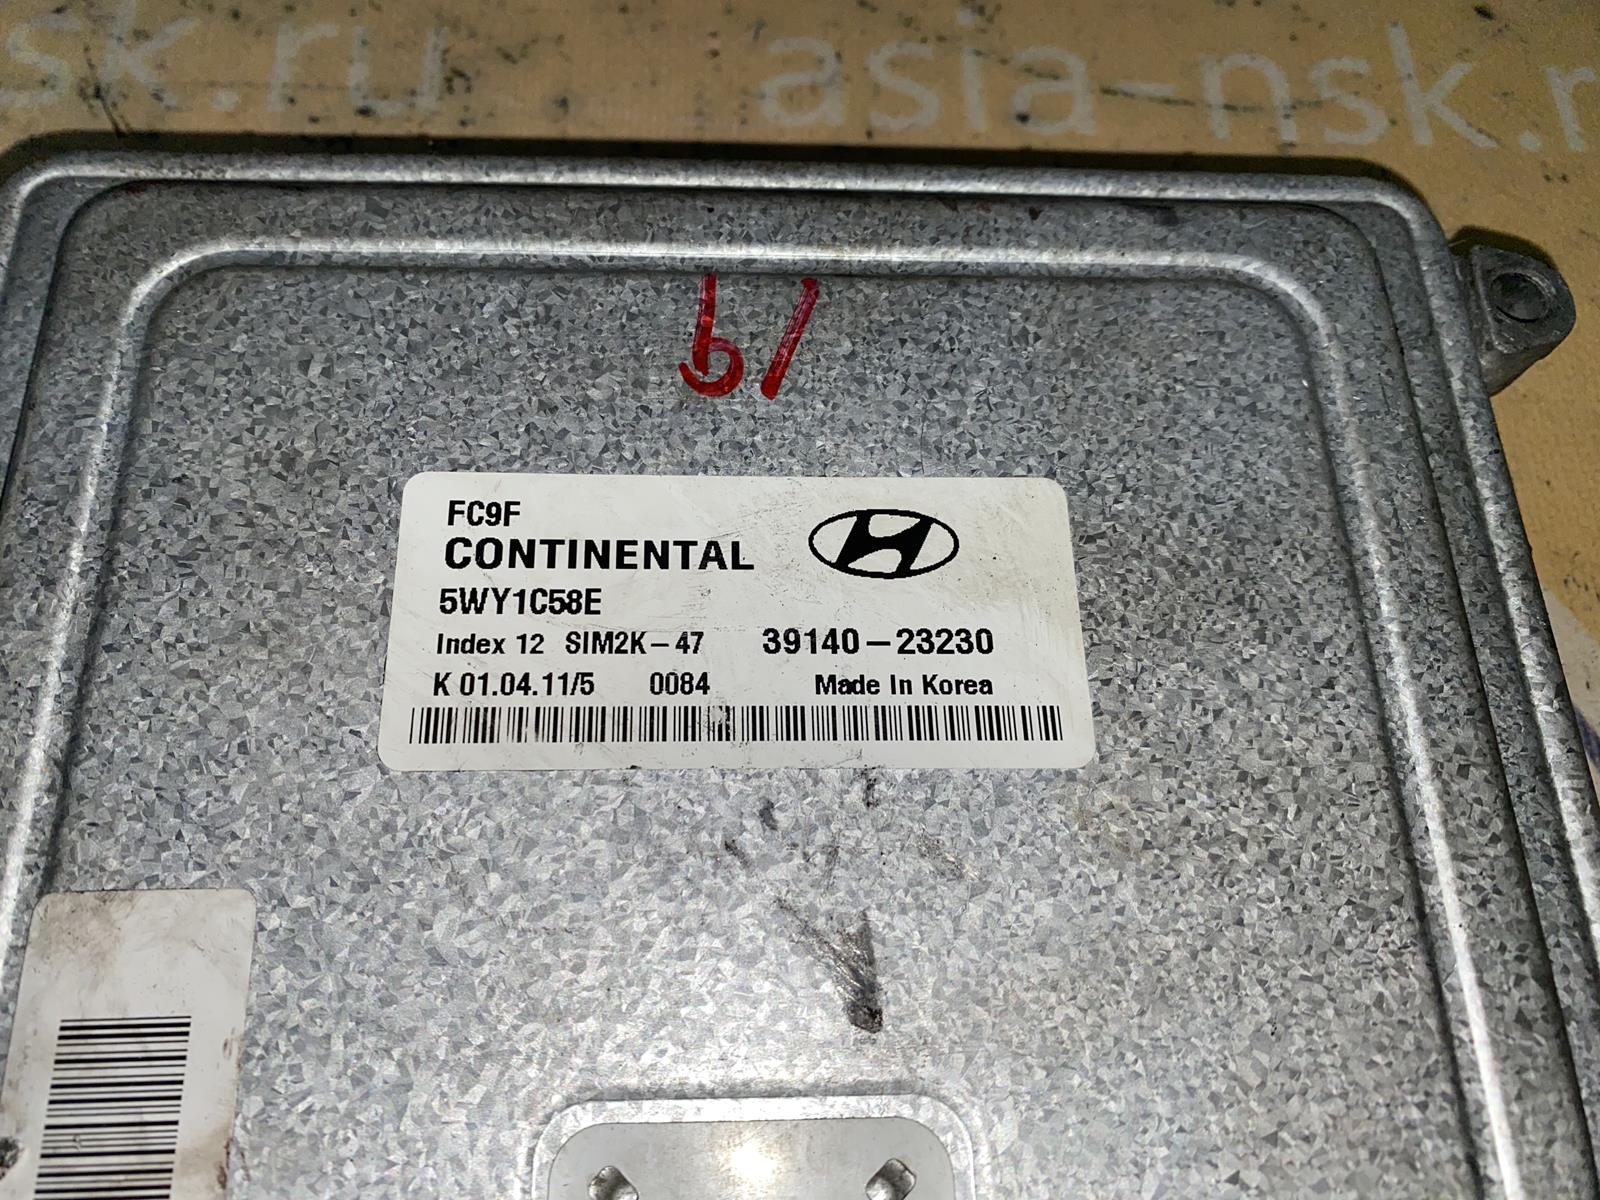 sk.ru asia-nsk.r
61
FC9F
CONTINENTAL
5WY1C58E
Index 12 SIM2K-47 39140-23230
K 01.04.11/5 0084 Made In Korea